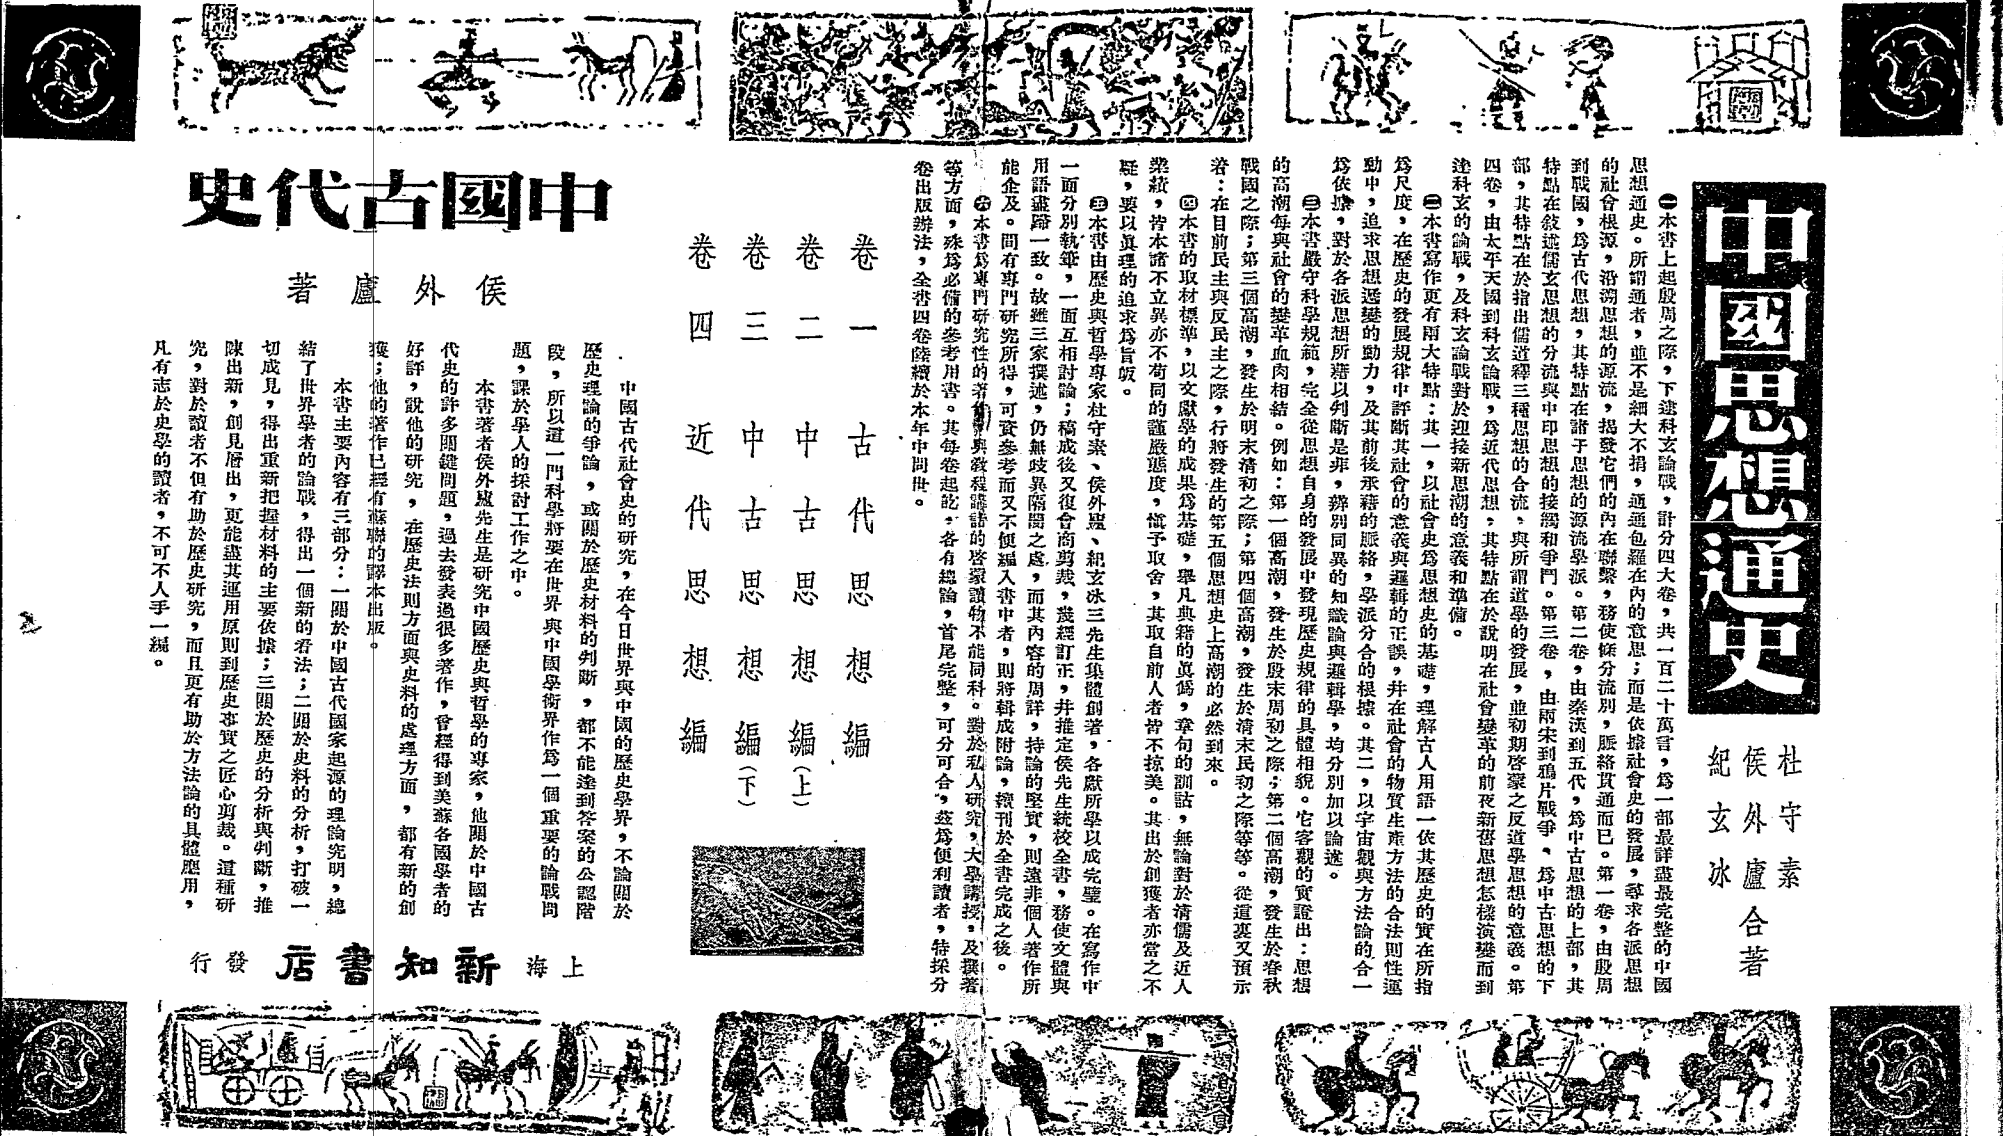 中國思想通史
杜守素
侯外廬 合著
紀玄冰
㊀本書上起殷周之際，下逮科玄論戰，計分四大卷，共一百二十萬言，爲一部最詳盡最完整的中國
思想通史。所謂通者，並不是細大不捐，通通包羅在內的意思；而是依據社會史的發展，尋求各派思想
的社會根源，沿溯思想的源流，揭發它們的內在聯繫，務使條分流別，脈絡貫通而已。第一卷，由殷周
到戰國，爲古代思想，其特點在諸子思想的源流學派。第二卷，由秦漢到五代，爲中古思想的上部，其
特點在敍述儒玄思想的分流與中印思想的接觸和爭鬥。第三卷，由兩宋到鴉片戰爭，爲中古思想的下
部，其特點在於指出儒道釋三種思想的合流，與所謂道學的發展，並初期啓蒙之反道學思想的意義。第
四卷，由太平天國到科玄論戰，爲近代思想，其特點在於說明在社會變革的前夜新舊思想怎樣演變而到
達科玄的論戰，及科玄論戰對於迎接新思潮的意義和準備。
㊁本書寫作更有兩大特點：其一，以社會史爲思想史的基礎，理解古人用語一依其歷史的實在所指
爲尺度，在歷史的發展規律中評斷其社會的意義與邏輯的正誤，并在社會的物質生產方法的合法則性運
動中，追求思想遞變的動力，及其前後承藉的脈絡，學派分合的根據。其二，以宇宙觀與方法論的合一
爲依據，對於各派思想所藉以判斷是非，辨別同異的知識論與邏輯學，均分別加以論述。
㊂本書嚴守科學規範，完全從思想自身的發展中發現歷史規律的具體相貌。它客觀的實證出：思想
的高潮每與社會的變革血肉相結。例如：第一個高潮，發生於殷末周初之際；第二個高潮，發生於春秋
戰國之際；第三個高潮，發生於明末清初之際；第四個高潮，發生於清末民初之際等等。從這裏又預示
著：在目前民主與反民主之際，行將發生的第五個思想史上高潮的必然到來。
㊃本書的取材標準，以文獻學的成果爲基礎，舉凡典籍的眞僞，章句的訓詁，無論對於清儒及近人
業績，皆本諸不立異亦不苟同的謹嚴態度，愼予取舍，其取自前人者皆不掠美。其出於創獲者亦當之不
疑，要以眞理的追求爲旨皈。
㊄本書由歷史與哲學專家杜守素、侯外廬、紀玄冰三先生集體創著，各獻所學以成完璧。在寫作中
一面分別執筆，一面互相討論；稿成後又復會商剪裁，幾經訂正，并推定侯先生統校全書，務使文體與
用語盡歸一致。故雖三家撰述，仍無歧異隔閡之處，而其內容的周詳，持論的堅實，則遠非個人著作所
能企及。間有專門研究所得，可資參考而又不便編入書中者，則將輯成附論，續刊於全書完成之後。
㊅本書爲專門研究性的著作，與敎程講諸的啓蒙讀物不能同科。對於私人研究，大學講授，及撰著
等方面，殊爲必備的參考用書。其每卷起訖，各有總論，首尾完整，可分可合，茲爲便利讀者，特採分
卷出版辦法，全書四卷陸續於本年中問世。
卷一 古代思想編
卷二 中古思想編（上）
卷三 中古思想編（下）
卷四 近代思想編
中國古代史
侯外廬著
中國古代社會史的研究，在今日世界與中國的歷史學界，不論關於
歷史理論的爭論，或關於歷史材料的判斷，都不能達到答案的公認階
段，所以這一門科學將要在世界與中國學術界作爲一個重要的論戰問
題，課於學人的探討工作之中。
本書著者侯外廬先生是研究中國歷史與哲學的專家，他關於中國古
代史的許多關鍵問題，過去發表過很多著作，曾經得到美蘇各國學者的
好評，說他的研究，在歷史法則方面與史料的處理方面，都有新的創
獲；他的著作已經有蘇聯的譯本出版。
本書主要內容有三部分：一關於中國古代國家起源的理論究明，總
結了世界學者的論戰，得出一個新的看法；二關於史料的分析，打破一
切成見，得出重新把握材料的主要依據；三關於歷史的分析與判斷，推
陳出新，創見層出，更能盡其運用原則到歷史事實之匠心剪裁。這種研
究，對於讀者不但有助於歷史研究，而且更有助於方法論的具體應用，
凡有志於史學的讀者，不可不人手一編。
上海 新知書店 發行